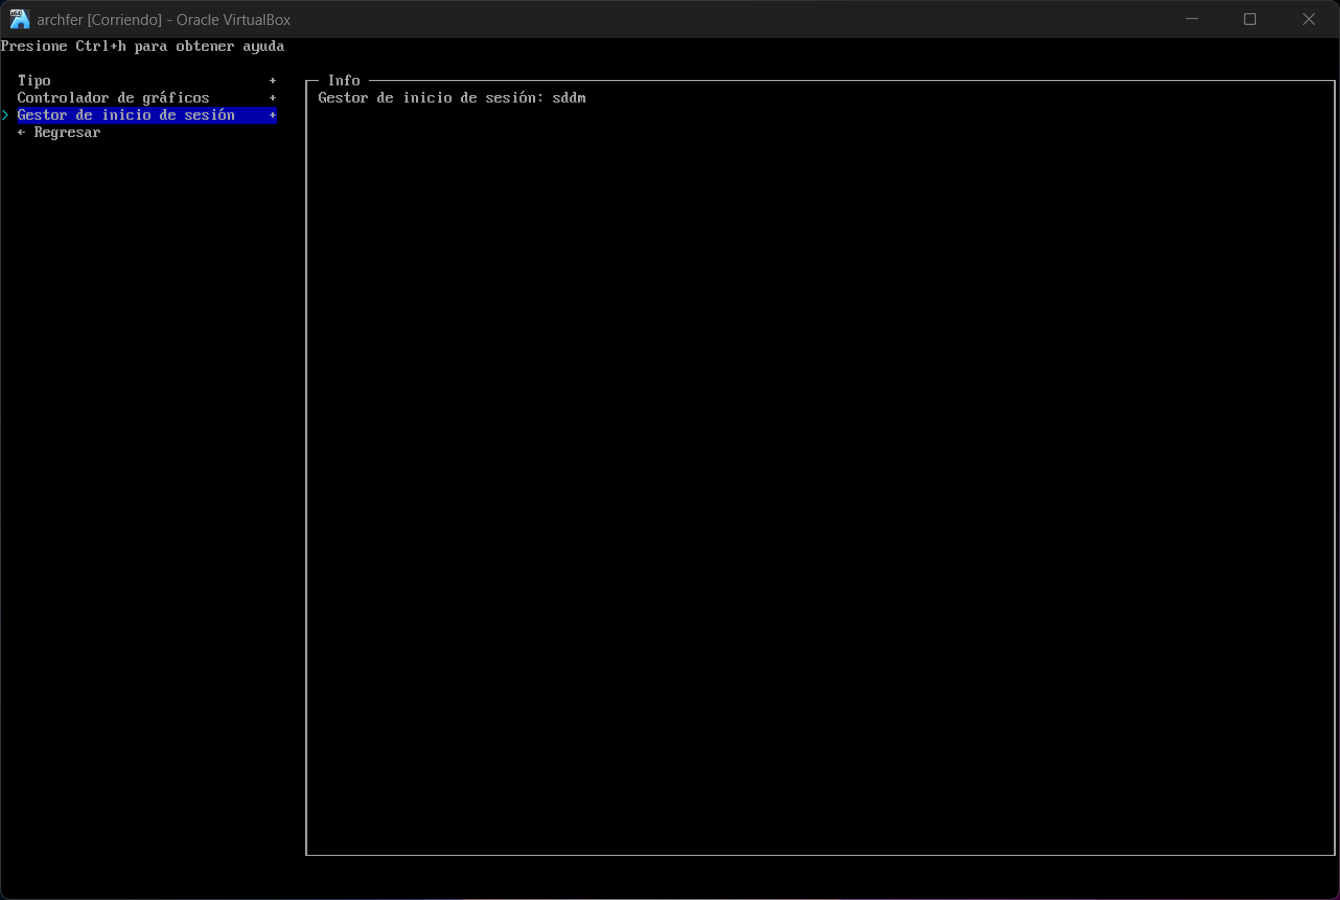 archfer [Corriendo] - Oracle VirtualBox
Presione Ctrl+h para obtener ayuda
Tipo +
Controlador de gráficos +
> Gestor de inicio de sesión +
← Regresar
Info
Gestor de inicio de sesión: sddm